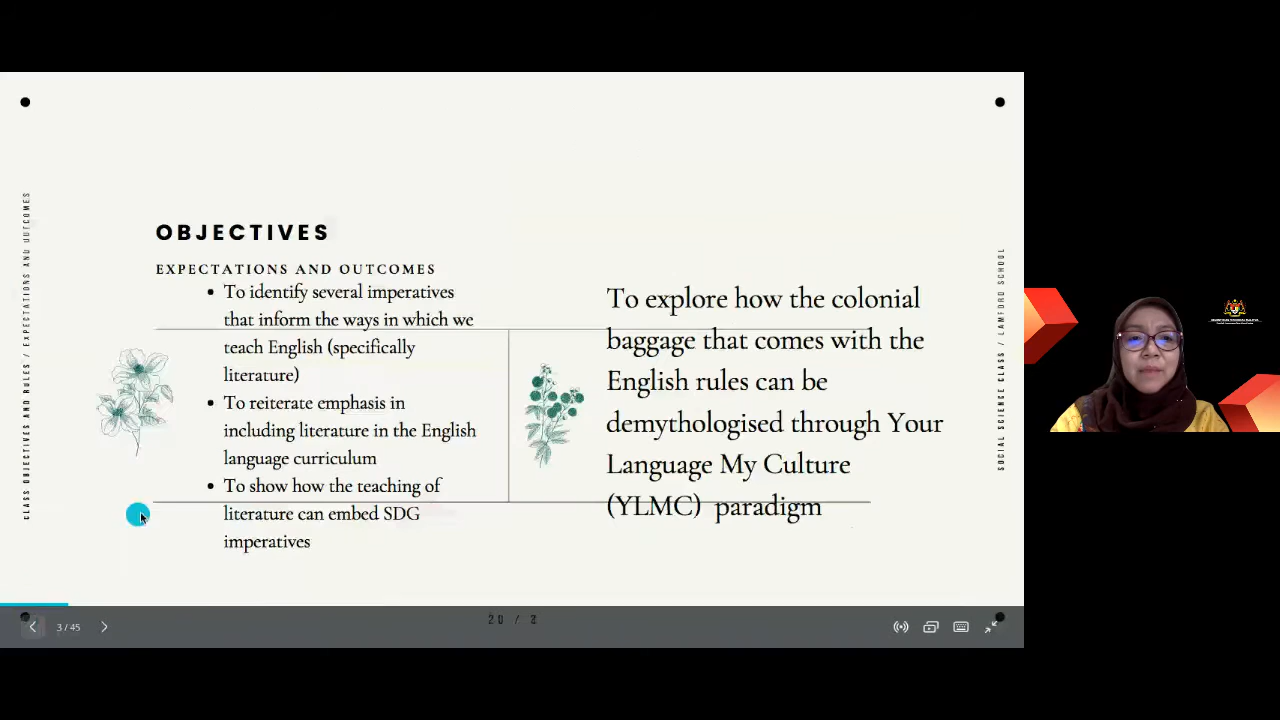 OBJECTIVES
EXPECTATIONS AND OUTCOMES
• To identify several imperatives
that inform the ways in which we
teach English (specifically
literature)
• To reiterate emphasis in
including literature in the English
language curriculum
• To show how the teaching of
literature can embed SDG
imperatives
To explore how the colonial
baggage that comes with the
English rules can be
demythologised through Your
Language My Culture
(YLMC) paradigm
CLASS OBJECTIVES AND RULES / EXPECTATIONS AND OUTCOMES
SOCIAL SCIENCE CLASS / LAMFORD SCHOOL
3 / 45